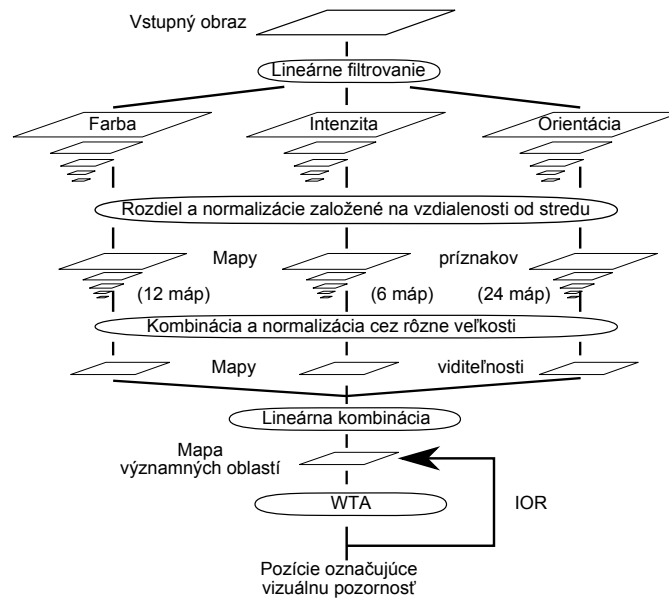 Vstupný obraz
Lineárne filtrovanie
Farba Intenzita Orientácia
Rozdiel a normalizácie založené na vzdialenosti od stredu
Mapy príznakov
(12 máp) (6 máp) (24 máp)
Kombinácia a normalizácia cez rôzne veľkosti
Mapy viditeľnosti
Lineárna kombinácia
Mapa
významných oblastí
WTA
IOR
Pozície označujúce
vizuálnu pozornosť